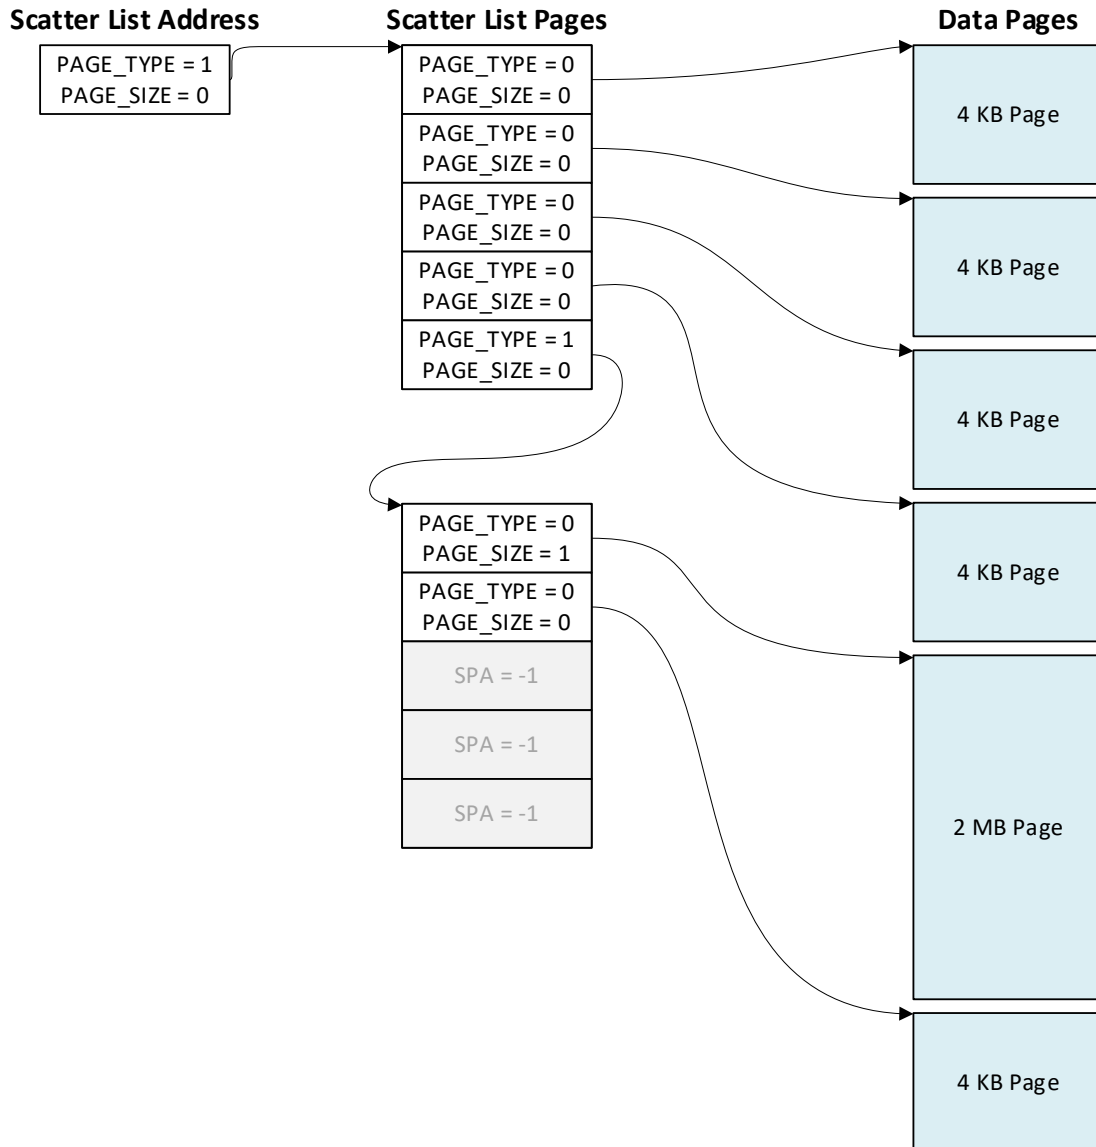 Scatter List Address
Scatter List Pages
Data Pages
PAGE_TYPE = 1
PAGE_SIZE = 0
PAGE_TYPE = 0
PAGE_SIZE = 0
PAGE_TYPE = 0
PAGE_SIZE = 0
PAGE_TYPE = 0
PAGE_SIZE = 0
PAGE_TYPE = 0
PAGE_SIZE = 0
PAGE_TYPE = 1
PAGE_SIZE = 0
PAGE_TYPE = 0
PAGE_SIZE = 1
PAGE_TYPE = 0
PAGE_SIZE = 0
SPA = -1
SPA = -1
SPA = -1
4 KB Page
4 KB Page
4 KB Page
4 KB Page
2 MB Page
4 KB Page